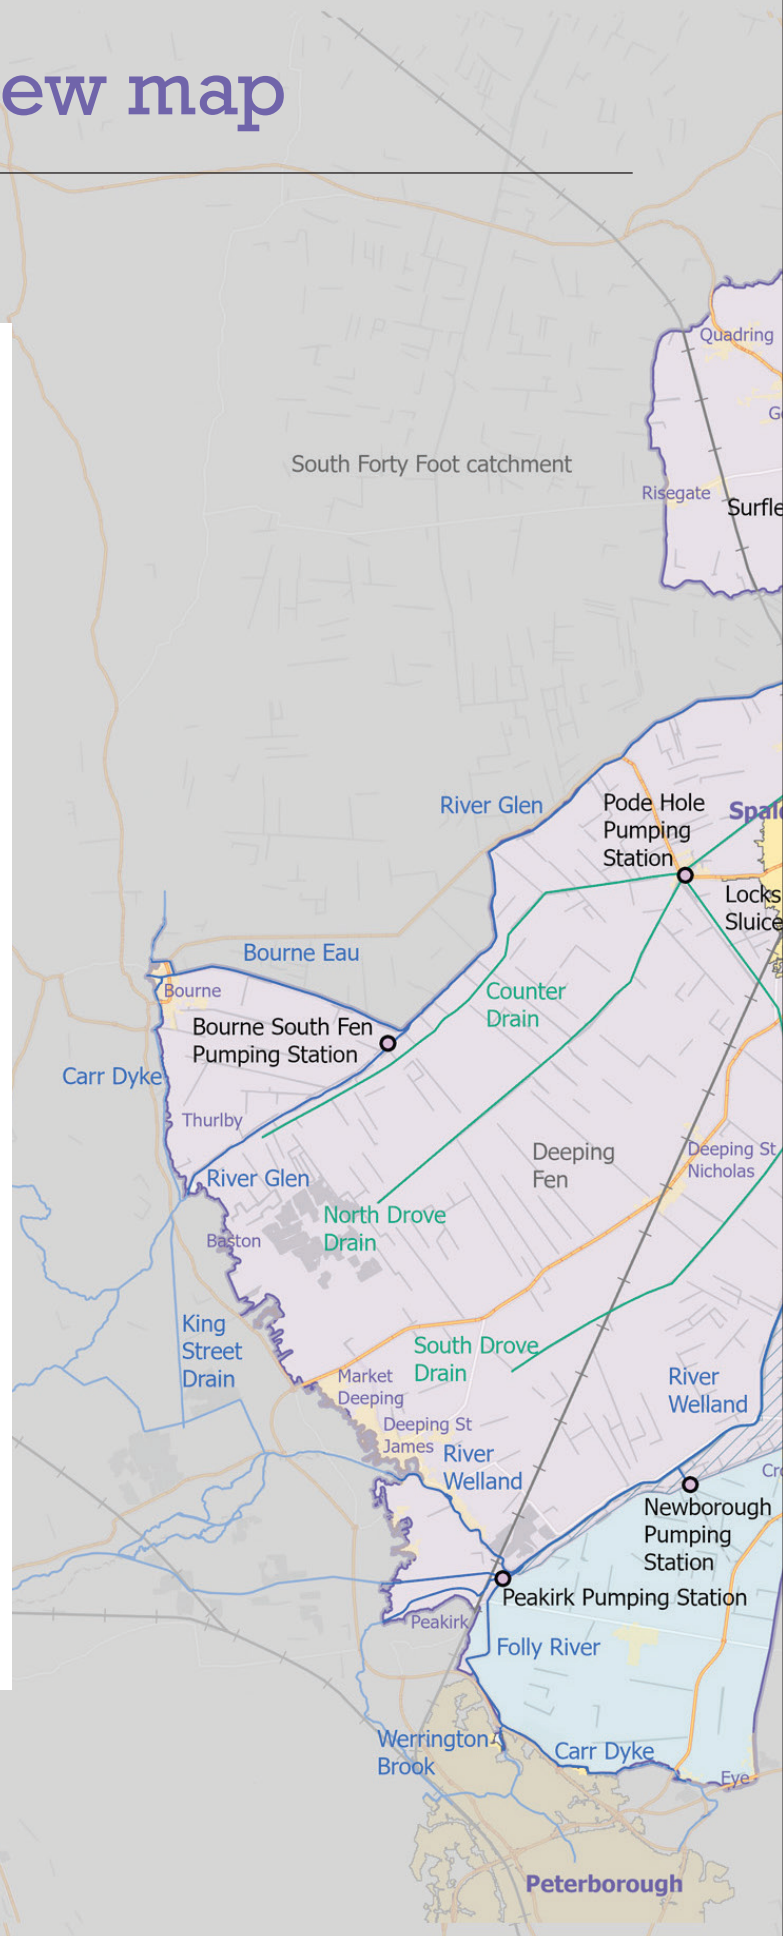 ew map
Quadring
G
South Forty Foot catchment
Risegate
Surfle
River Glen
Pode Hole
Pumping
Station
Spal
Locks
Sluice
Bourne Eau
Bourne
Counter
Drain
Bourne South Fen
Pumping Station
Carr Dyke
Thurlby
Deeping
Fen
Deeping St
Nicholas
River Glen
North Drove
Drain
Baston
King
Street
Drain
South Drove
Drain
Market
Deeping
River
Welland
Deeping St
James
River
Welland
Cr
Newborough
Pumping
Station
Peakirk Pumping Station
Peakirk
Folly River
Werrington
Brook
Carr Dyke
Eye
Peterborough